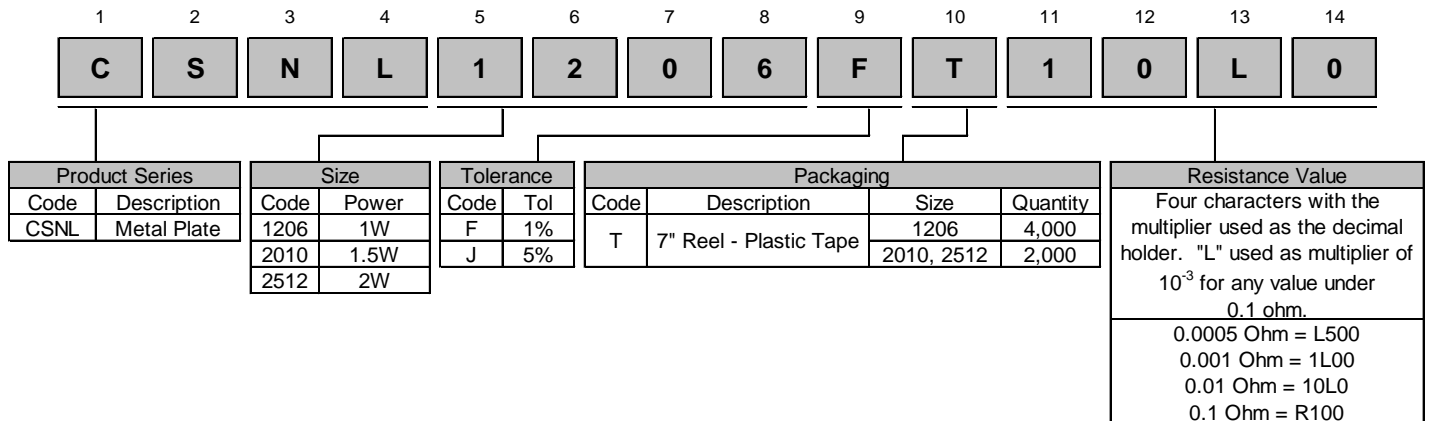 1 2 3 4 5 6 7 8 9 10 11 12 13 14
C S N L 1 2 0 6 F T 1 0 L 0
Product Series
Code Description
CSNL Metal Plate
Size
Code Power
1206 1W
2010 1.5W
2512 2W
Tolerance
Code Tol
F 1%
J 5%
Packaging
Code Description Size Quantity
T 7" Reel - Plastic Tape 1206 4,000
2010, 2512 2,000
Resistance Value
Four characters with the
multiplier used as the decimal
holder. "L" used as multiplier of
10⁻³ for any value under
0.1 ohm.
0.0005 Ohm = L500
0.001 Ohm = 1L00
0.01 Ohm = 10L0
0.1 Ohm = R100